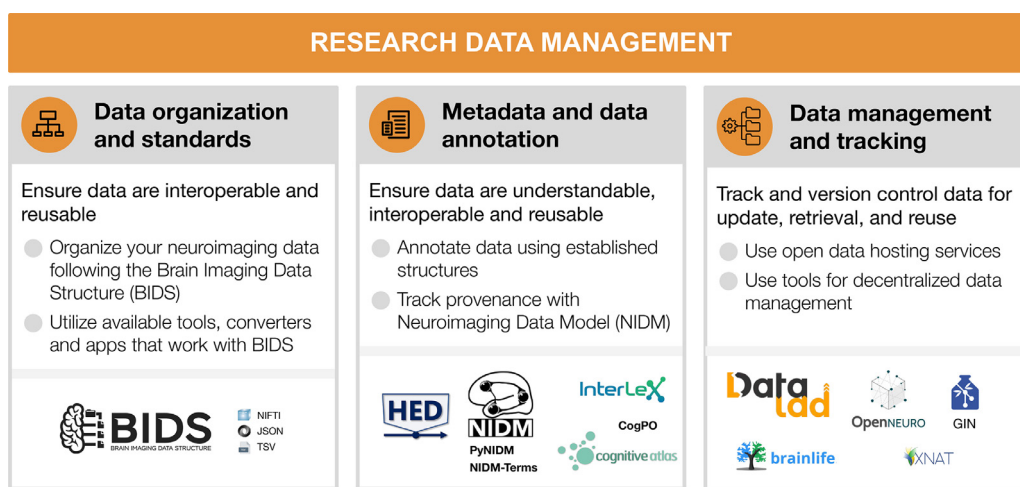 RESEARCH DATA MANAGEMENT
Data organization
and standards
Ensure data are interoperable and
reusable
Organize your neuroimaging data
following the Brain Imaging Data
Structure (BIDS)
Utilize available tools, converters
and apps that work with BIDS
BIDS
BRAIN IMAGING DATA STRUCTURE
NIFTI
JSON
TSV
Metadata and data
annotation
Ensure data are understandable,
interoperable and reusable
Annotate data using established
structures
Track provenance with
Neuroimaging Data Model (NIDM)
HED
NIDM
PyNIDM
NIDM-Terms
InterLeX
CogPO
cognitive atlas
Data management
and tracking
Track and version control data for
update, retrieval, and reuse
Use open data hosting services
Use tools for decentralized data
management
Data
lad
OpenNEURO
GIN
brainlife
XNAT